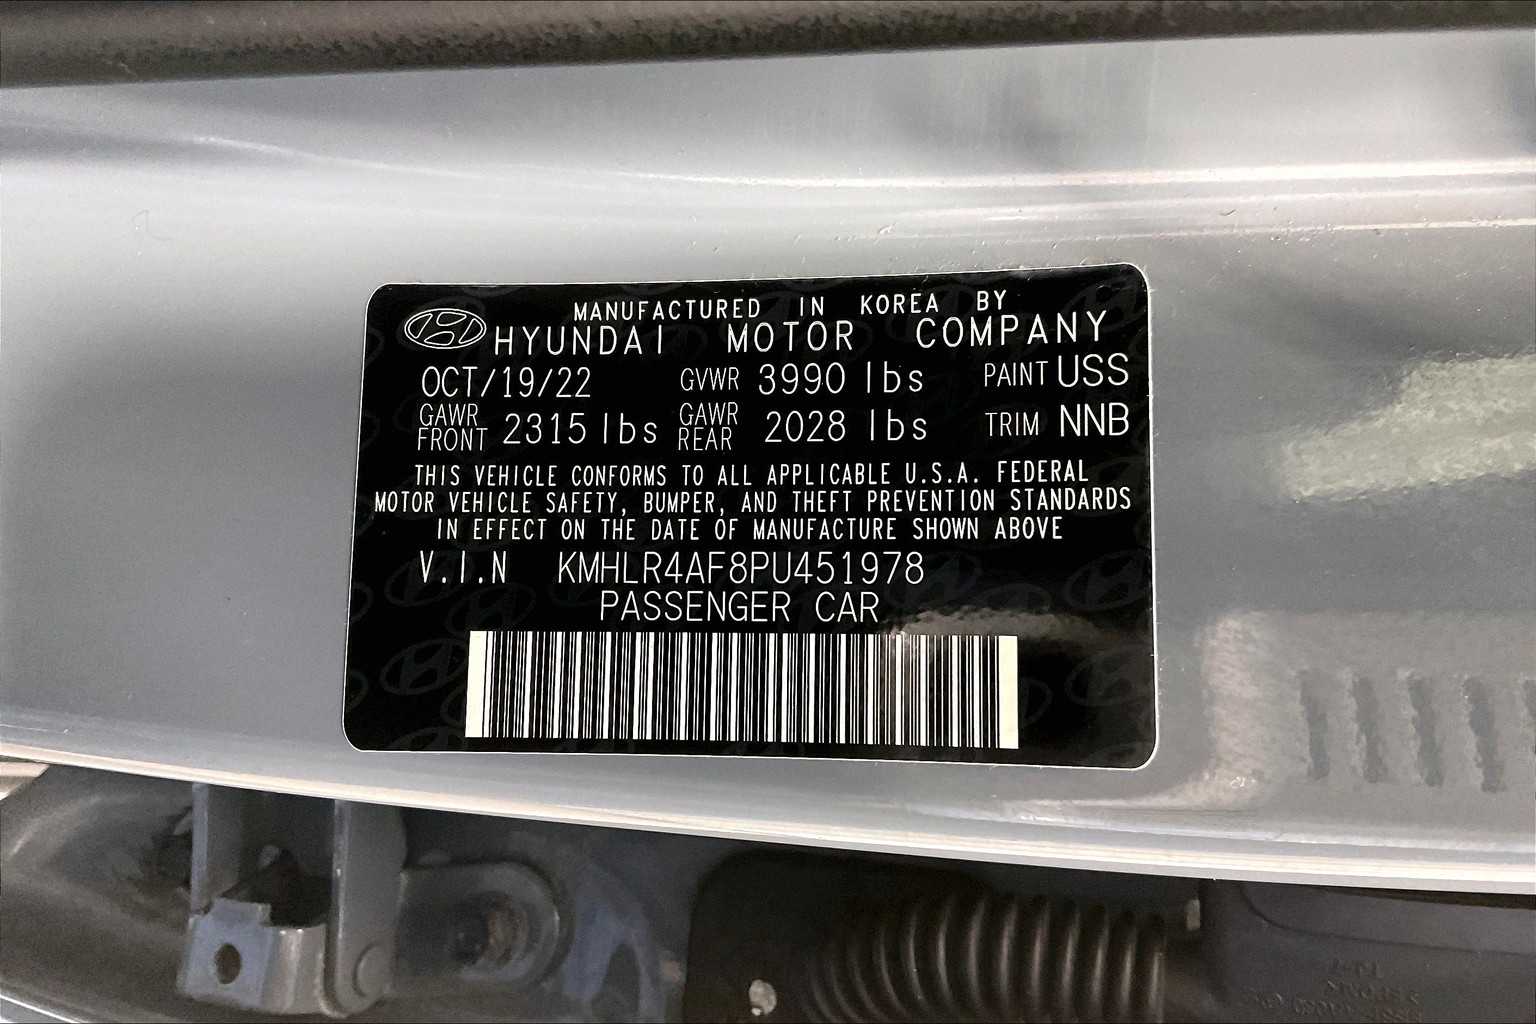 MANUFACTURED IN KOREA BY
HYUNDAI MOTOR COMPANY
OCT/19/22 GVWR 3990 lbs PAINT USS
GAWR FRONT 2315 lbs GAWR REAR 2028 lbs TRIM NNB
THIS VEHICLE CONFORMS TO ALL APPLICABLE U.S.A. FEDERAL
MOTOR VEHICLE SAFETY, BUMPER, AND THEFT PREVENTION STANDARDS
IN EFFECT ON THE DATE OF MANUFACTURE SHOWN ABOVE
V.I.N KMHLR4AF8PU451978
PASSENGER CAR